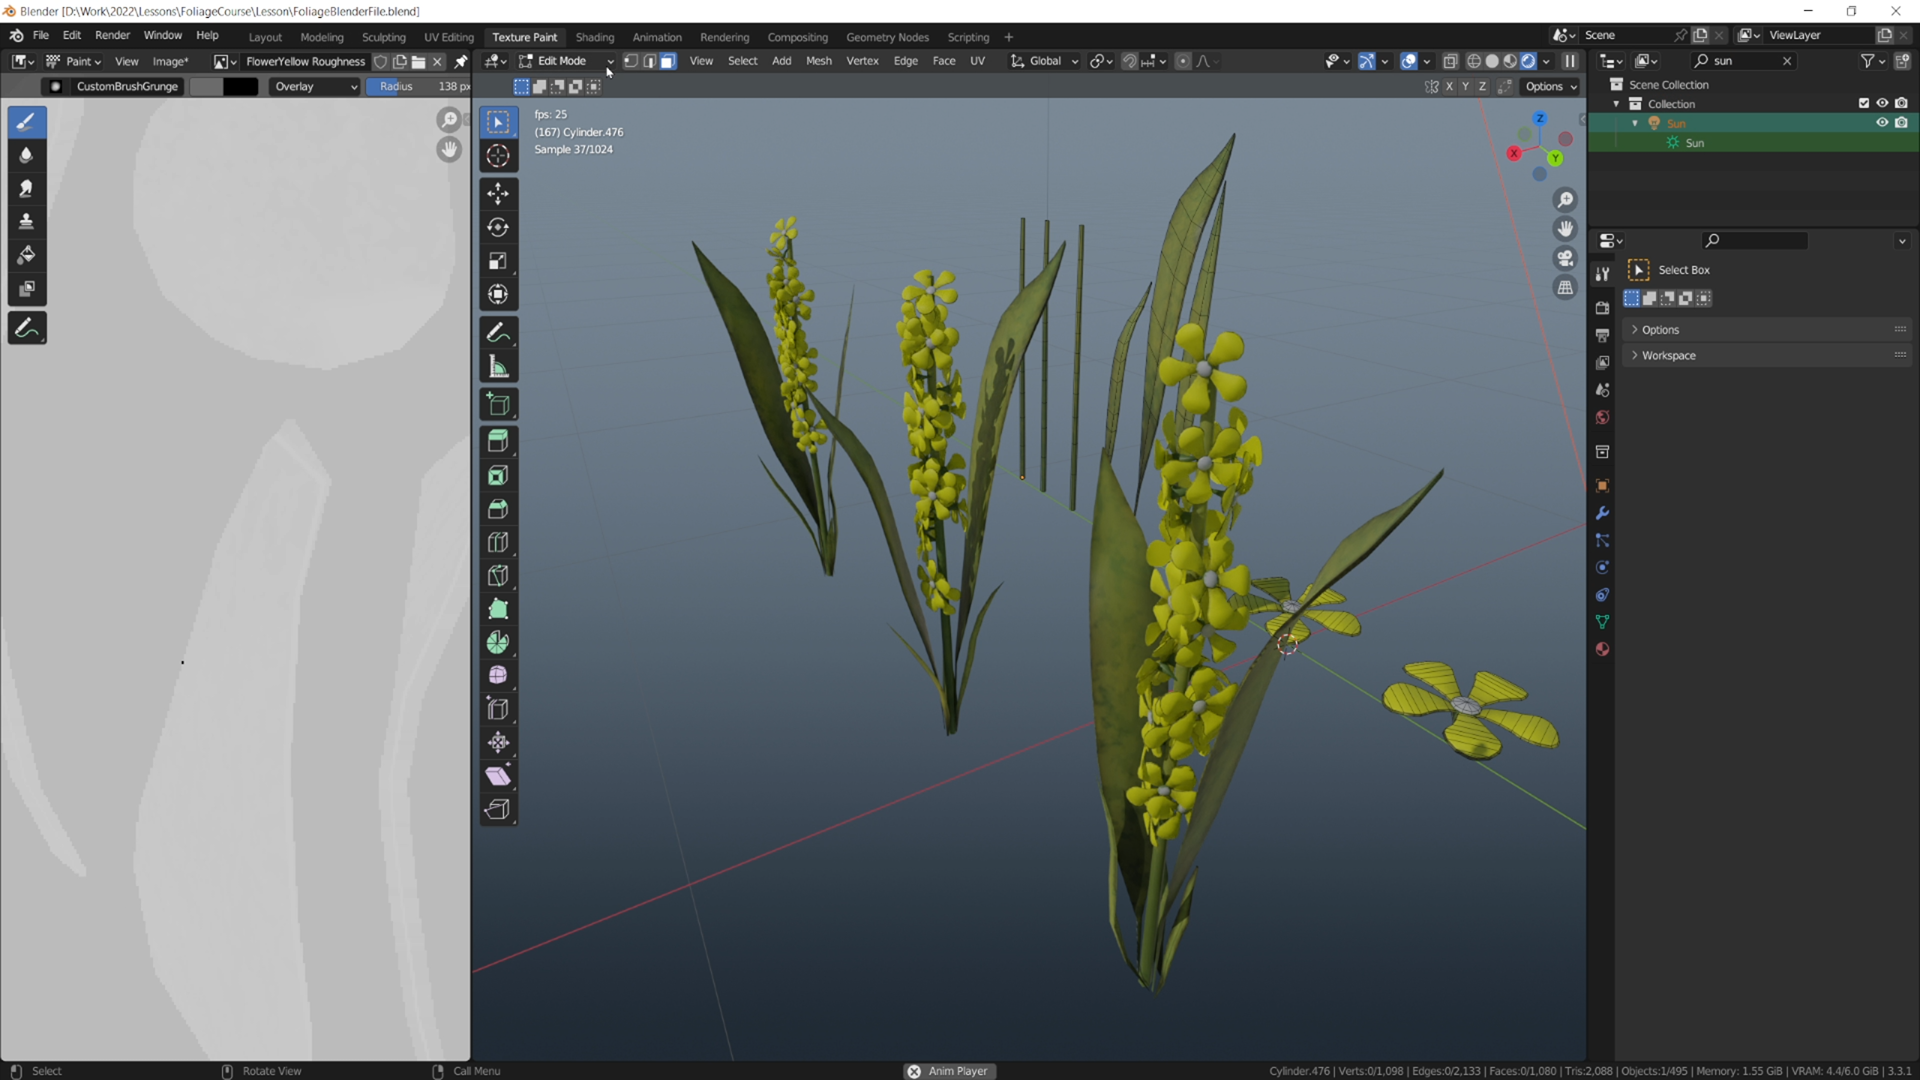 Blender [D:\Work\2022\Lessons\FoliageCourse\Lesson\FoliageBlenderFile.blend]
File Edit Render Window Help Layout Modeling Sculpting UV Editing Texture Paint Shading Animation Rendering Compositing Geometry Nodes Scripting + Scene ViewLayer
Paint View Image* FlowerYellow Roughness Edit Mode View Select Add Mesh Vertex Edge Face UV Global sun
CustomBrushGrunge Overlay Radius 138 px X Y Z Options
Scene Collection
Collection
Sun
Sun
fps: 25
(167) Cylinder.476
Sample 37/1024
Z
X
Y
Select Box
Options
Workspace
Select Rotate View Call Menu Anim Player Cylinder.476 | Verts:0/1,098 | Edges:0/2,133 | Faces:0/1,080 | Tris:2,088 | Objects:1/495 | Memory: 1.55 GiB | VRAM: 4.4/6.0 GiB | 3.3.1